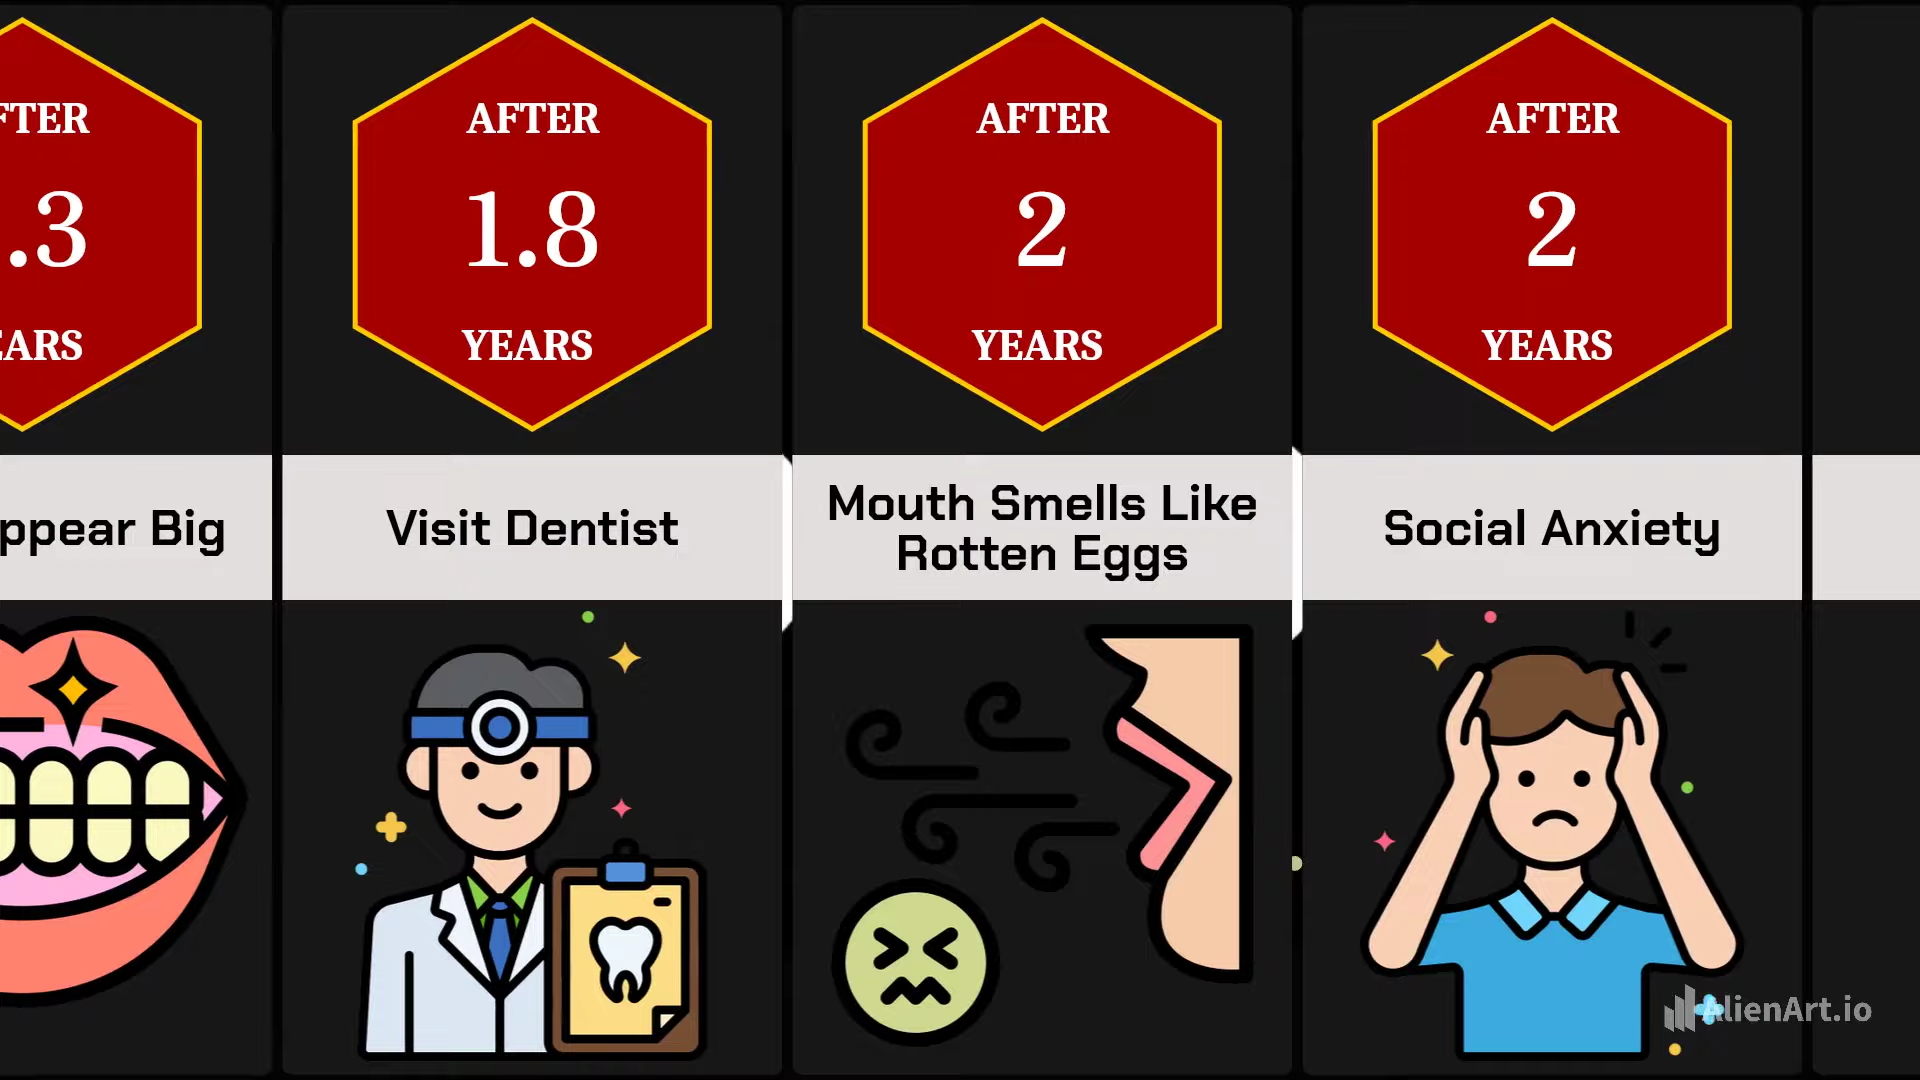 FTER
.3
EARS
ppear Big
AFTER
1.8
YEARS
Visit Dentist
AFTER
2
YEARS
Mouth Smells Like
Rotten Eggs
AFTER
2
YEARS
Social Anxiety
AlienArt.io